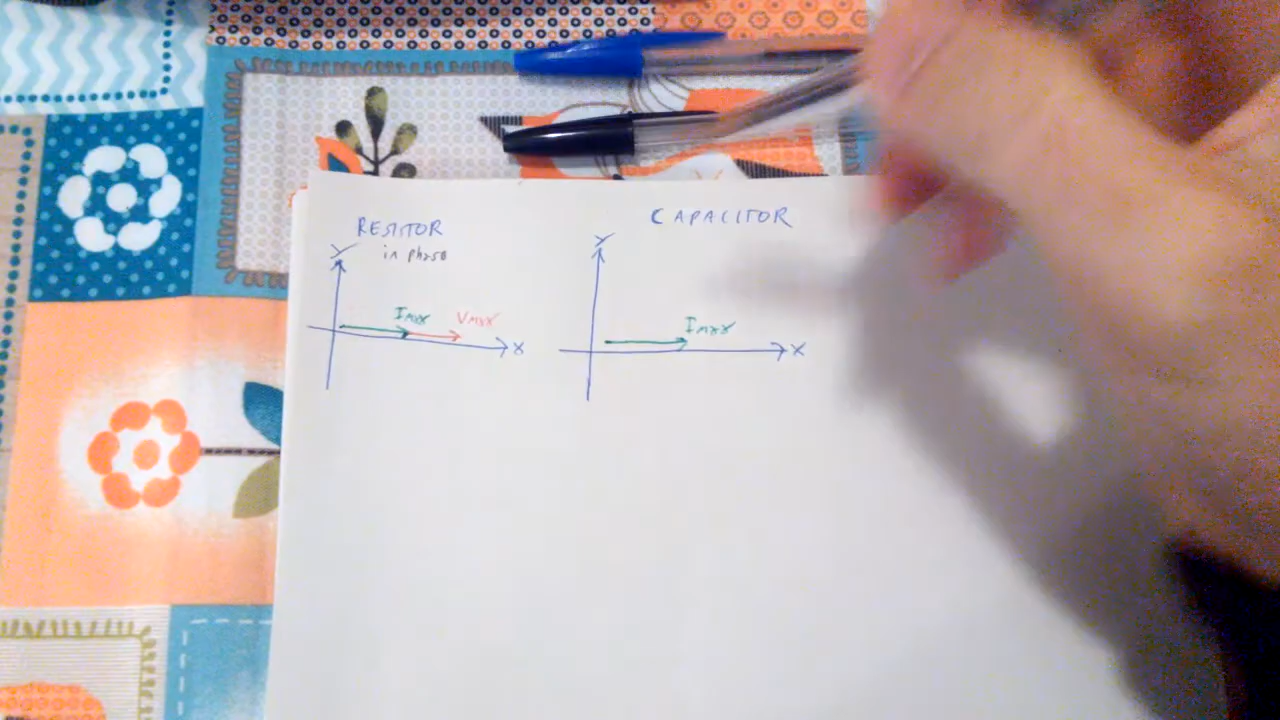 RESISTOR
in phase
Y
Imax
Vmax
X
CAPACITOR
Y
Imax
X